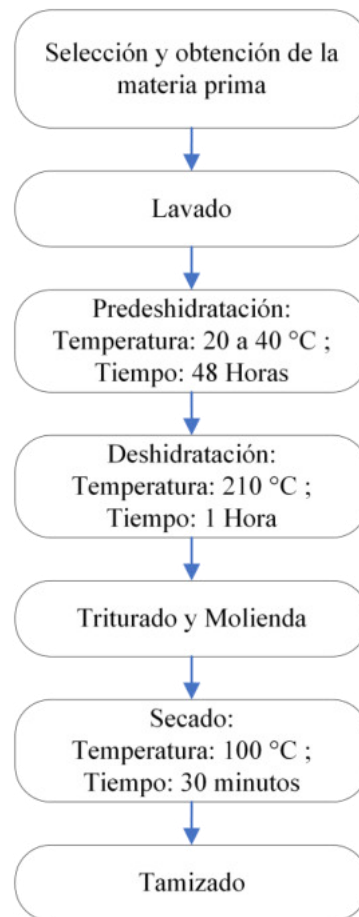 Selección y obtención de la
materia prima
Lavado
Predeshidratación:
Temperatura: 20 a 40 °C ;
Tiempo: 48 Horas
Deshidratación:
Temperatura: 210 °C ;
Tiempo: 1 Hora
Triturado y Molienda
Secado:
Temperatura: 100 °C ;
Tiempo: 30 minutos
Tamizado